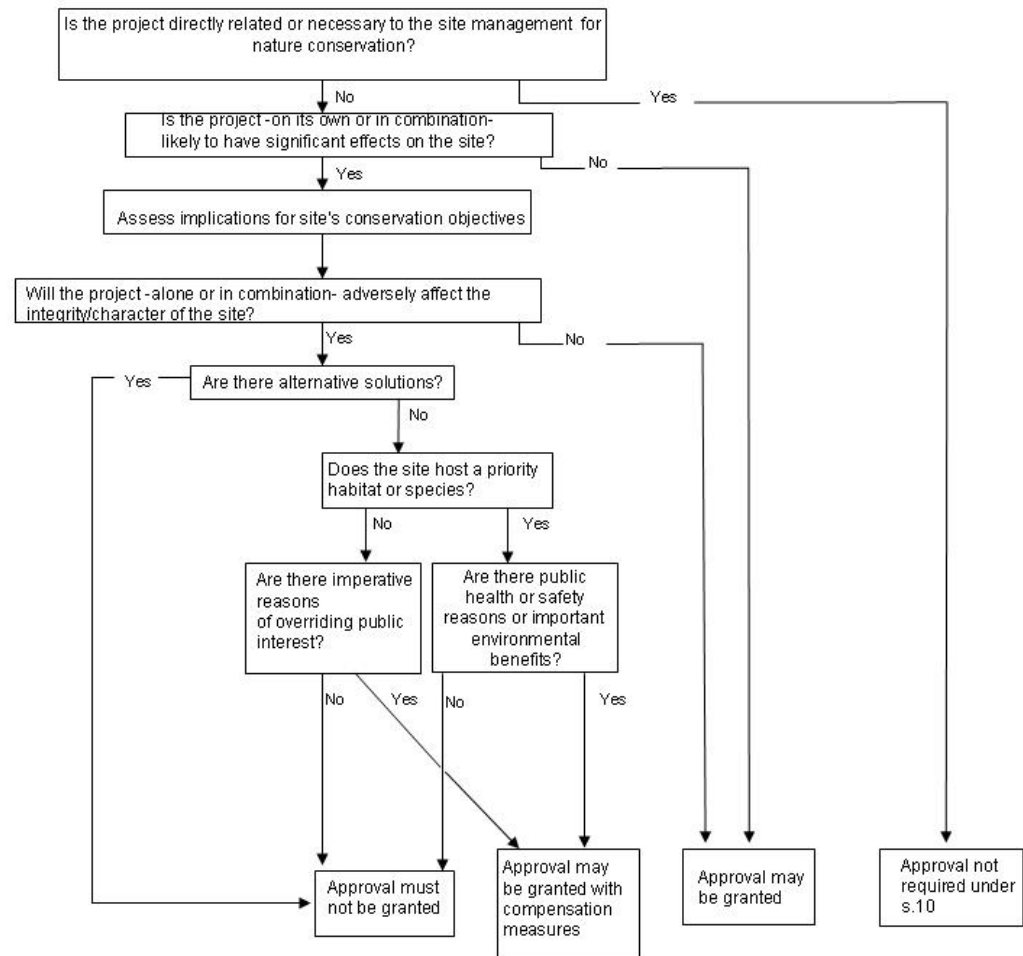 Is the project directly related or necessary to the site management for
nature conservation?
No
Yes
Is the project -on its own or in combination-
likely to have significant effects on the site?
No
Yes
Assess implications for site's conservation objectives
Will the project -alone or in combination- adversely affect the
integrity/character of the site?
Yes
No
Yes
Are there alternative solutions?
No
Does the site host a priority
habitat or species?
No
Yes
Are there imperative
reasons
of overriding public
interest?
Are there public
health or safety
reasons or important
environmental
benefits?
No
Yes
No
Yes
Approval must
not be granted
Approval may
be granted with
compensation
measures
Approval may
be granted
Approval not
required under
s.10